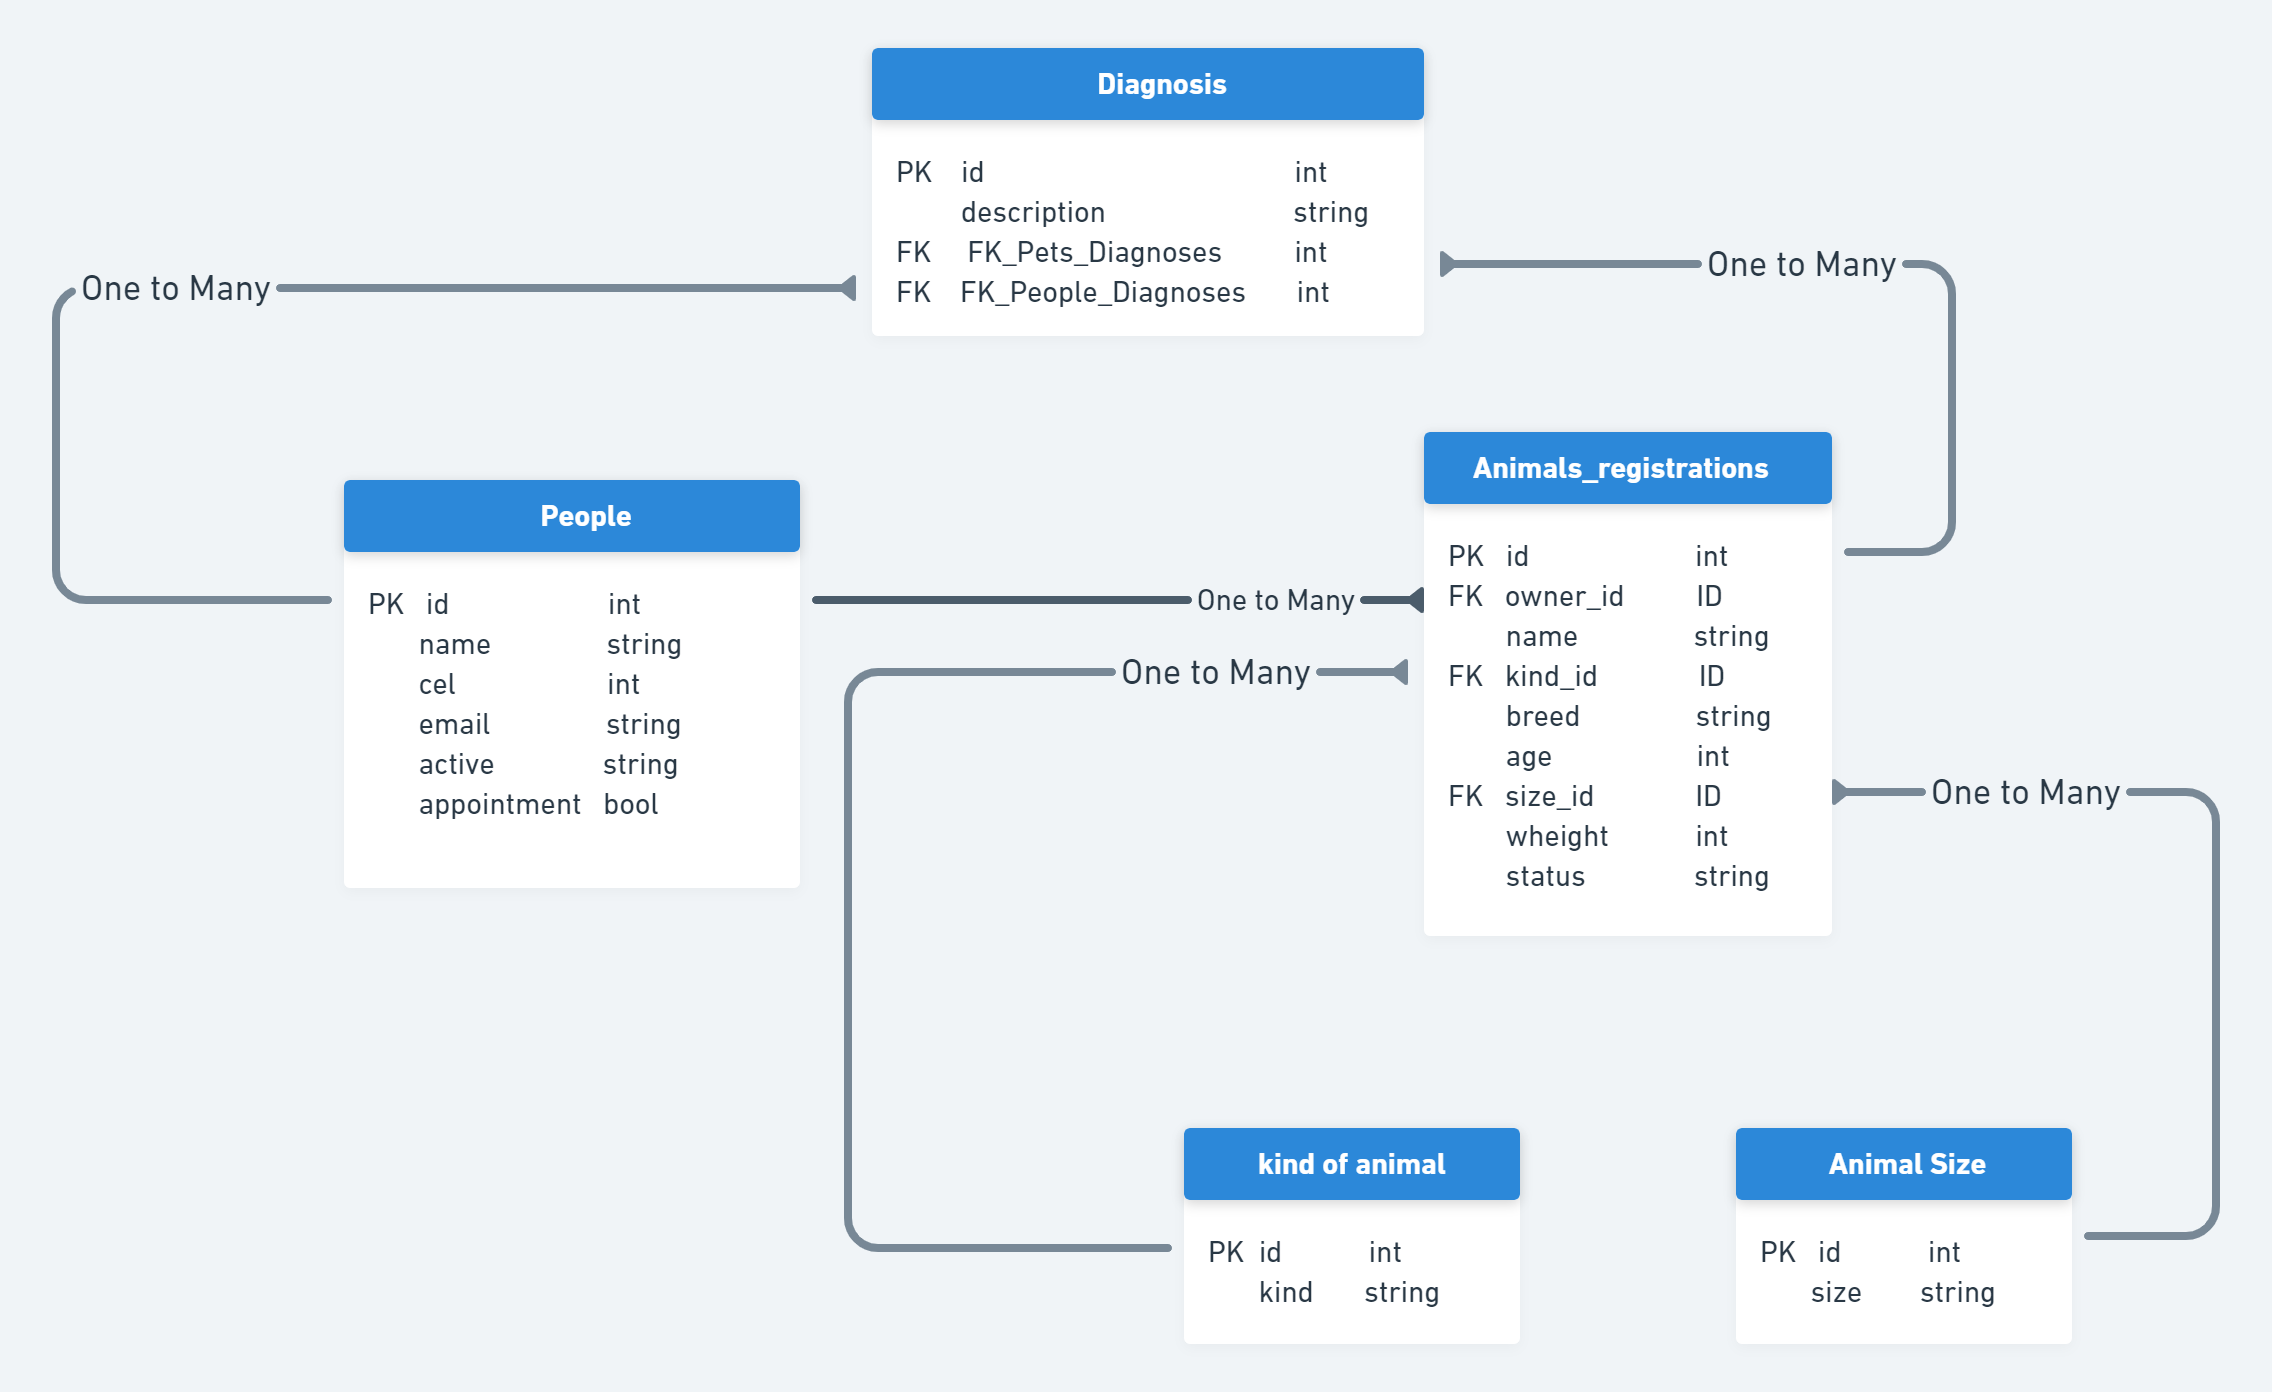 Diagnosis
PK id int
description string
FK FK_Pets_Diagnoses int
FK FK_People_Diagnoses int
One to Many
One to Many
People
PK id int
name string
cel int
email string
active string
appointment bool
One to Many
One to Many
Animals_registrations
PK id int
FK owner_id ID
name string
FK kind_id ID
breed string
age int
FK size_id ID
wheight int
status string
One to Many
kind of animal
PK id int
kind string
Animal Size
PK id int
size string